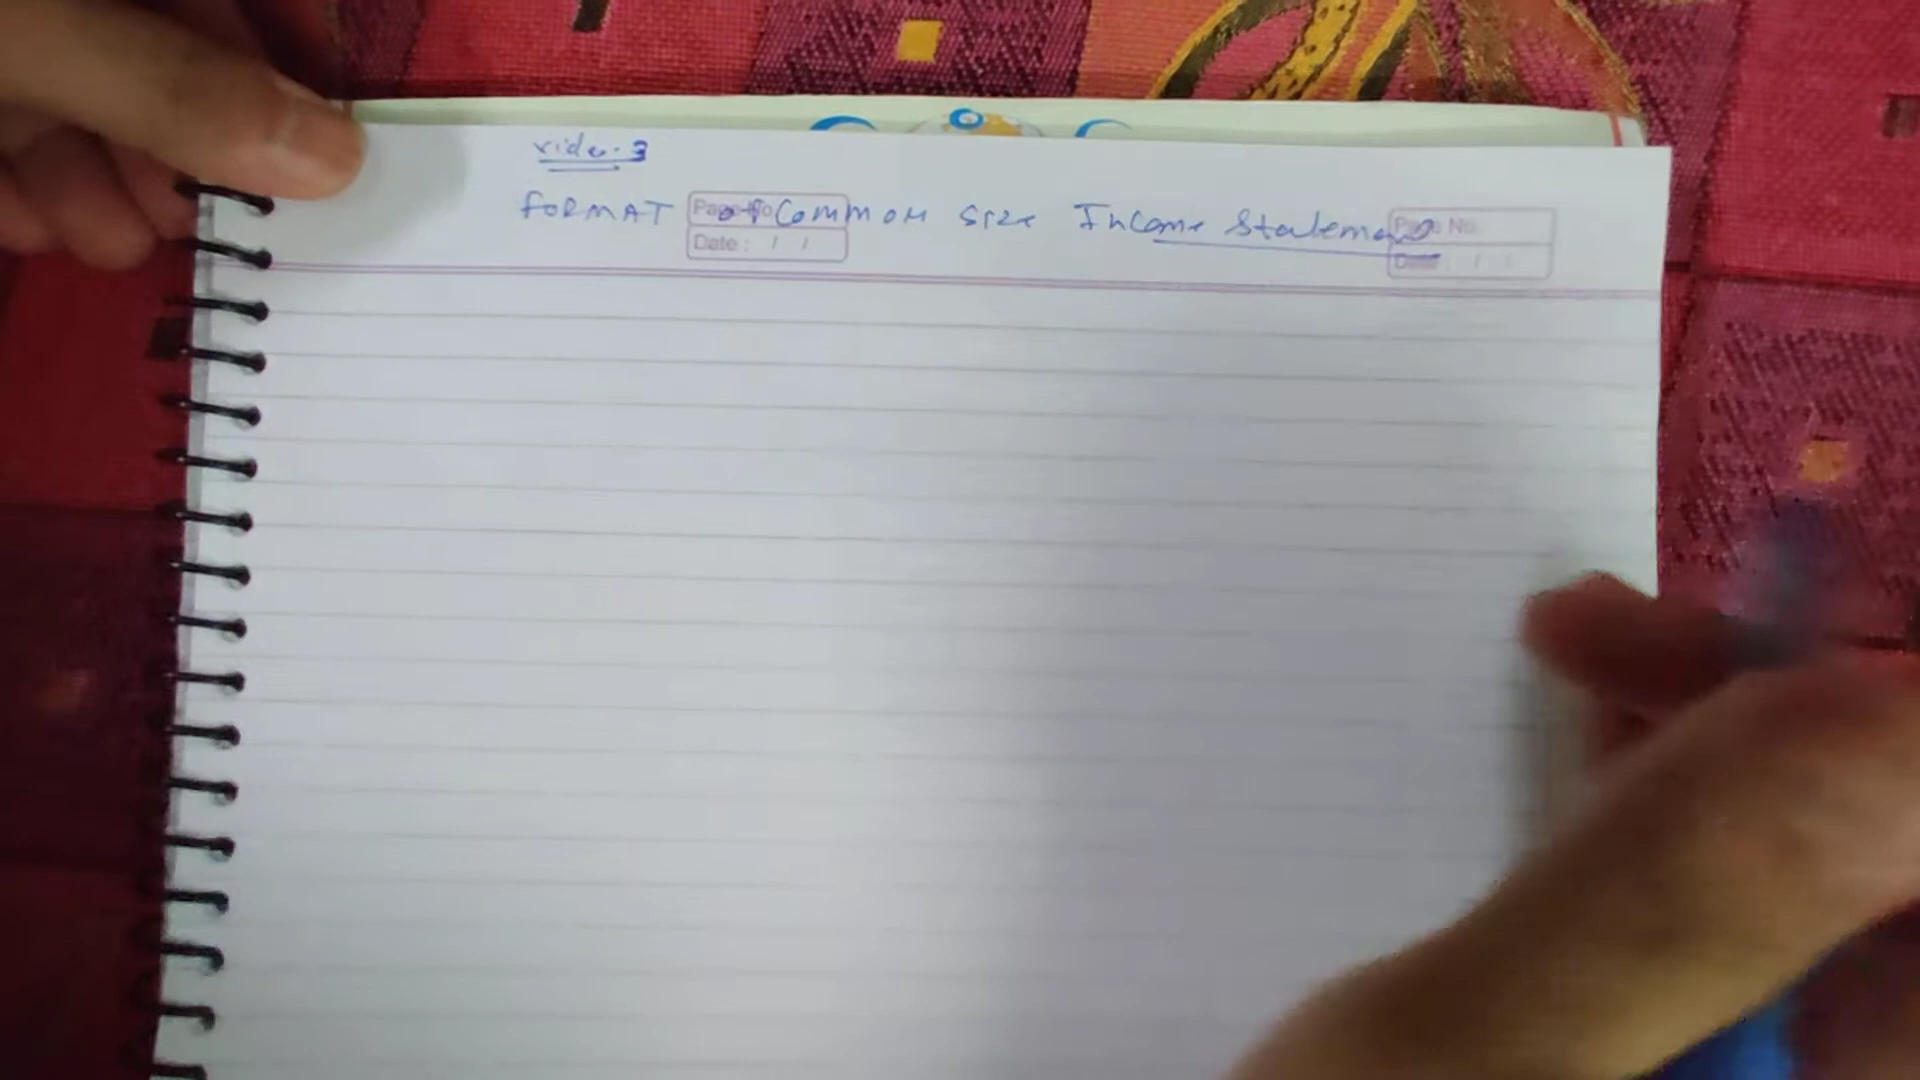 video-3
FORMAT of Common Size Income Statement
Page No.
Date : / /
Page No.
Date : / /